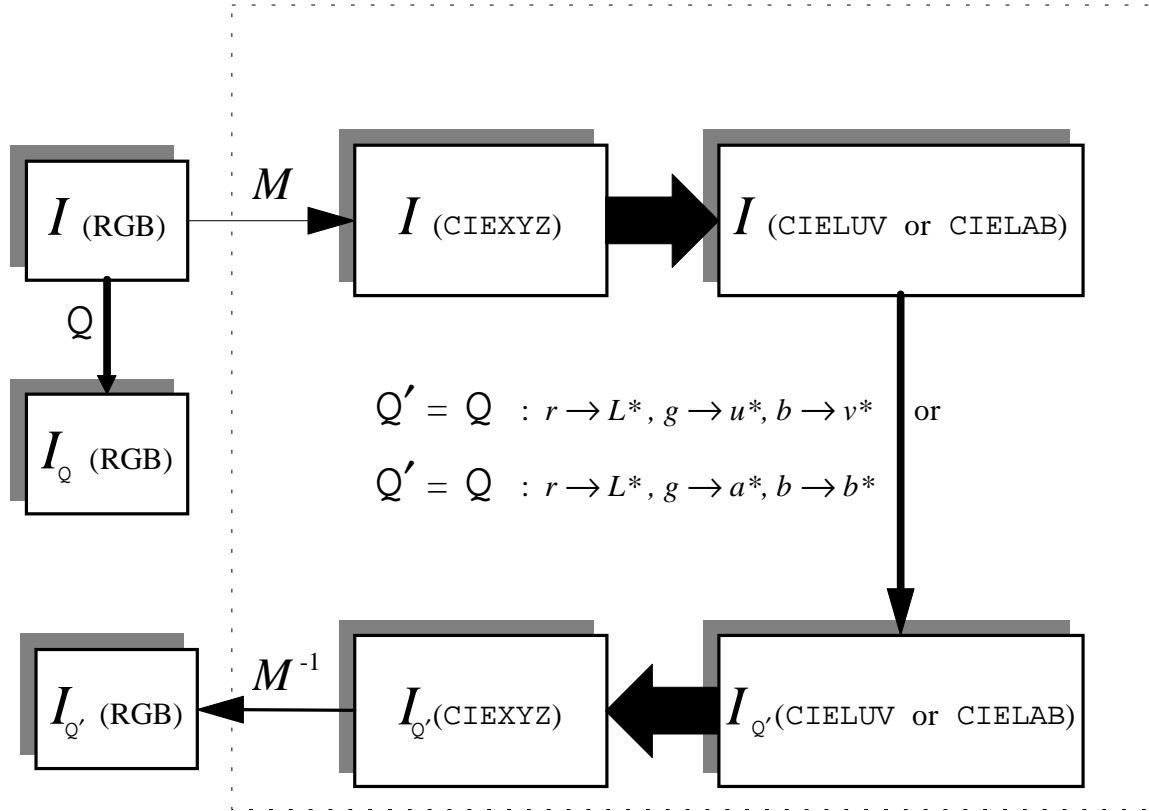 M
I (RGB)
I (CIEXYZ)
I (CIELUV or CIELAB)
Q
Q′ = Q : r → L*, g → u*, b → v* or
Q′ = Q : r → L*, g → a*, b → b*
I_Q (RGB)
M⁻¹
I_Q′ (RGB)
I_Q′(CIEXYZ)
I_Q′(CIELUV or CIELAB)